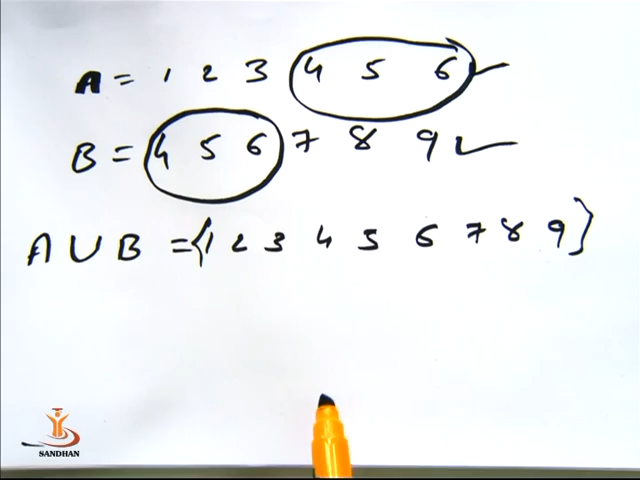 A = 1 2 3 4 5 6
B = 4 5 6 7 8 9
A U B = {1 2 3 4 5 6 7 8 9}
SANDHAN